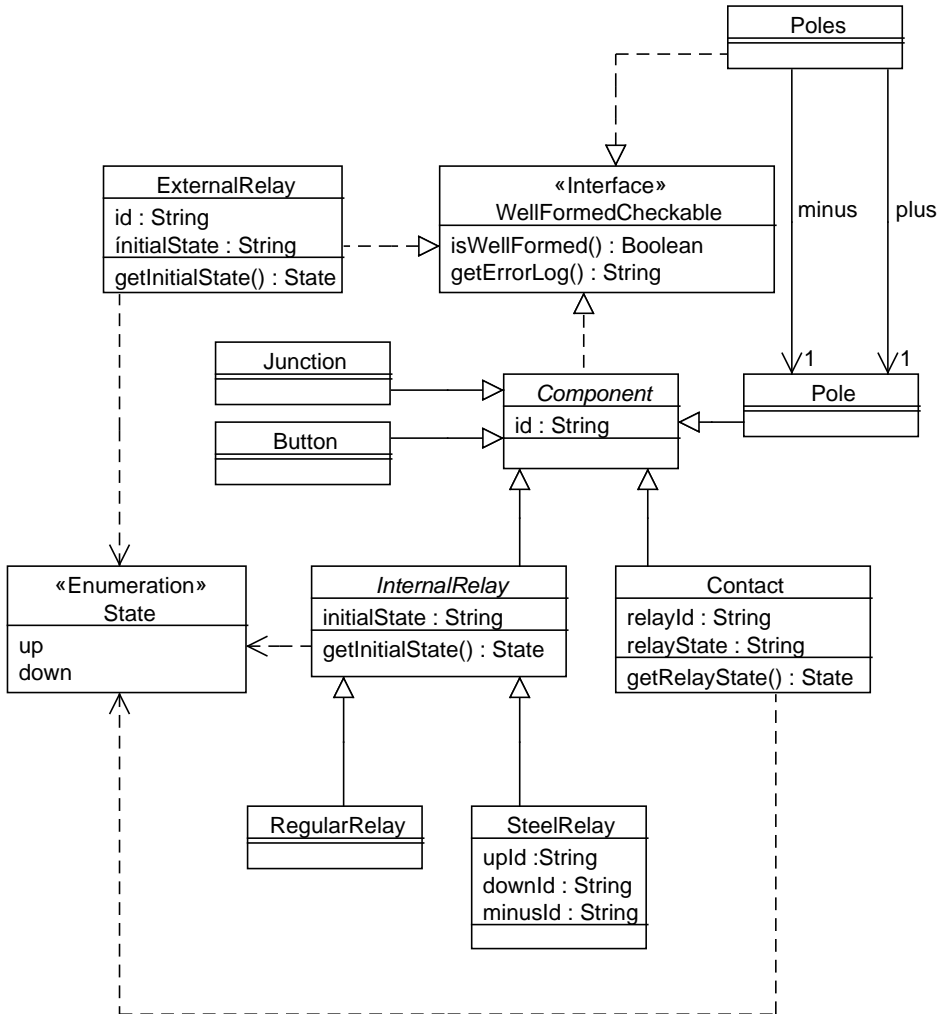 Poles
ExternalRelay
id : String
ínitialState : String
getInitialState() : State
«Interface»
WellFormedCheckable
isWellFormed() : Boolean
getErrorLog() : String
minus
plus
1
1
Junction
Button
Component
id : String
Pole
«Enumeration»
State
up
down
InternalRelay
initialState : String
getInitialState() : State
Contact
relayId : String
relayState : String
getRelayState() : State
RegularRelay
SteelRelay
upId :String
downId : String
minusId : String